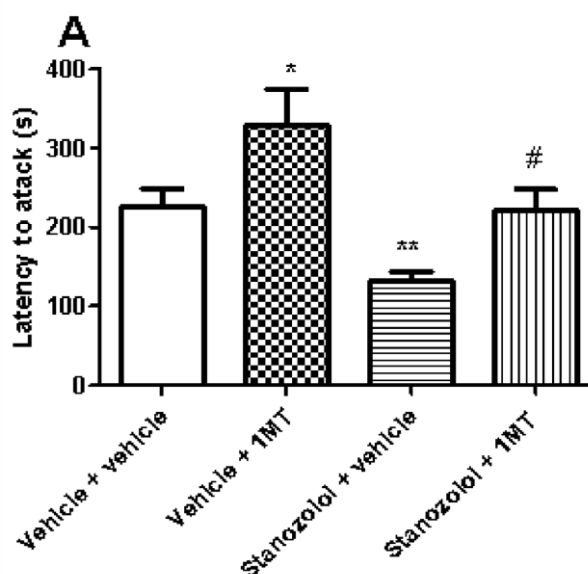 A
Latency to atack (s)
400
300
200
100
0
*
**
#
Vehicle + vehicle
Vehicle + 1MT
Stanozolol + vehicle
Stanozolol + 1MT